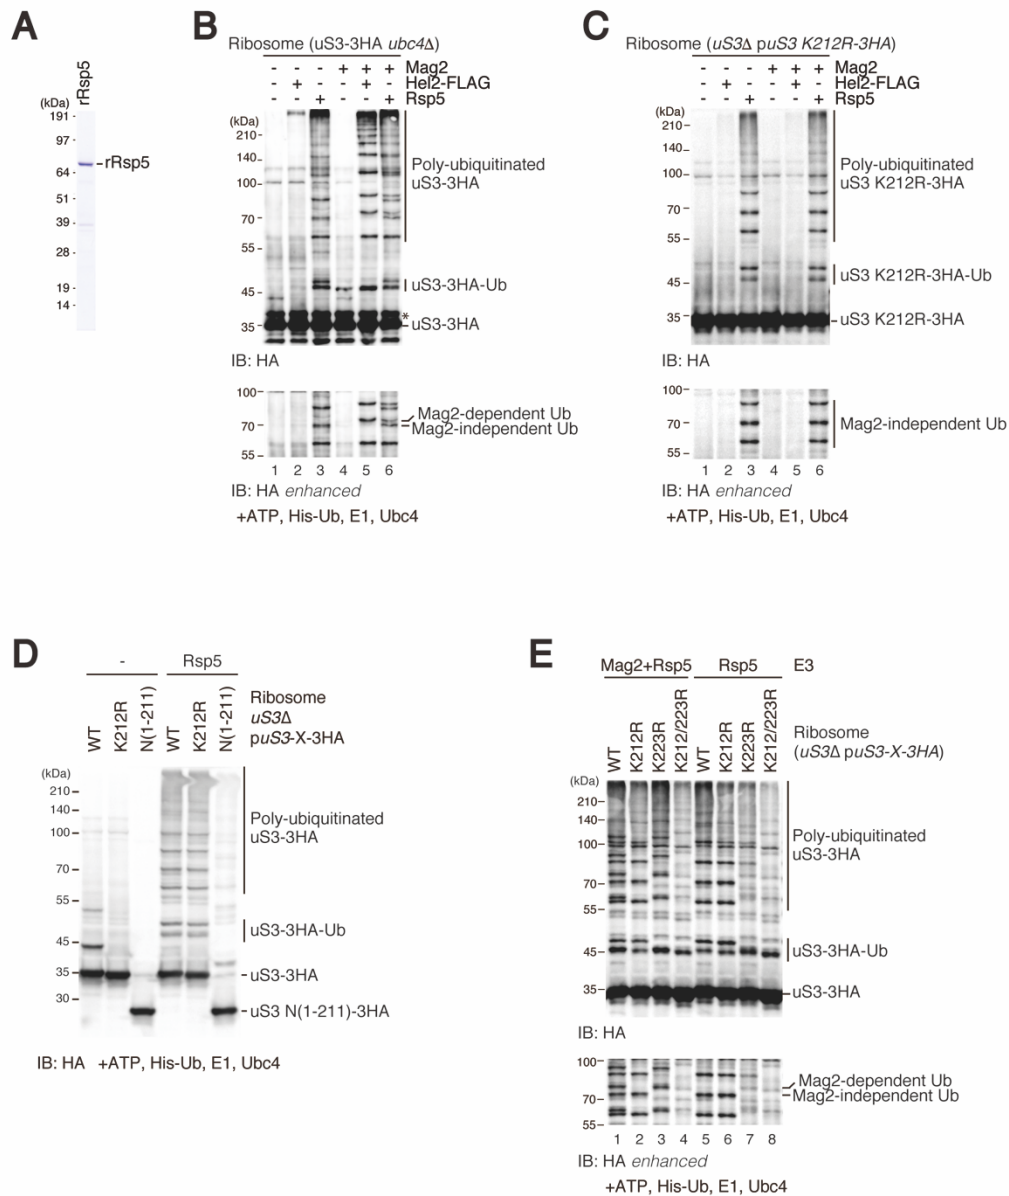 A
rRsp5
(kDa)
191
97
64
51
39
28
19
14
rRsp5
B
Ribosome (uS3-3HA ubc4Δ)
- - - + + + Mag2
- + - - + - Hel2-FLAG
- - + - - + Rsp5
(kDa)
210
140
100
70
55
45
35
Poly-ubiquitinated
uS3-3HA
uS3-3HA-Ub
*
uS3-3HA
IB: HA
100
70
55
Mag2-dependent Ub
Mag2-independent Ub
1 2 3 4 5 6
IB: HA enhanced
+ATP, His-Ub, E1, Ubc4
C
Ribosome (uS3Δ puS3 K212R-3HA)
- - - + + + Mag2
- + - - + - Hel2-FLAG
- - + - - + Rsp5
(kDa)
210
140
100
70
55
45
35
Poly-ubiquitinated
uS3 K212R-3HA
uS3 K212R-3HA-Ub
uS3 K212R-3HA
IB: HA
100
70
55
Mag2-independent Ub
1 2 3 4 5 6
IB: HA enhanced
+ATP, His-Ub, E1, Ubc4
D
- Rsp5
WT K212R N(1-211) WT K212R N(1-211)
Ribosome
uS3Δ
puS3-X-3HA
(kDa)
210
140
100
70
55
45
35
30
Poly-ubiquitinated
uS3-3HA
uS3-3HA-Ub
uS3-3HA
uS3 N(1-211)-3HA
IB: HA +ATP, His-Ub, E1, Ubc4
E
Mag2+Rsp5 Rsp5 E3
WT K212R K223R K212/223R WT K212R K223R K212/223R
Ribosome
(uS3Δ puS3-X-3HA)
(kDa)
210
140
100
70
55
45
35
Poly-ubiquitinated
uS3-3HA
uS3-3HA-Ub
uS3-3HA
IB: HA
100
70
55
Mag2-dependent Ub
Mag2-independent Ub
1 2 3 4 5 6 7 8
IB: HA enhanced
+ATP, His-Ub, E1, Ubc4